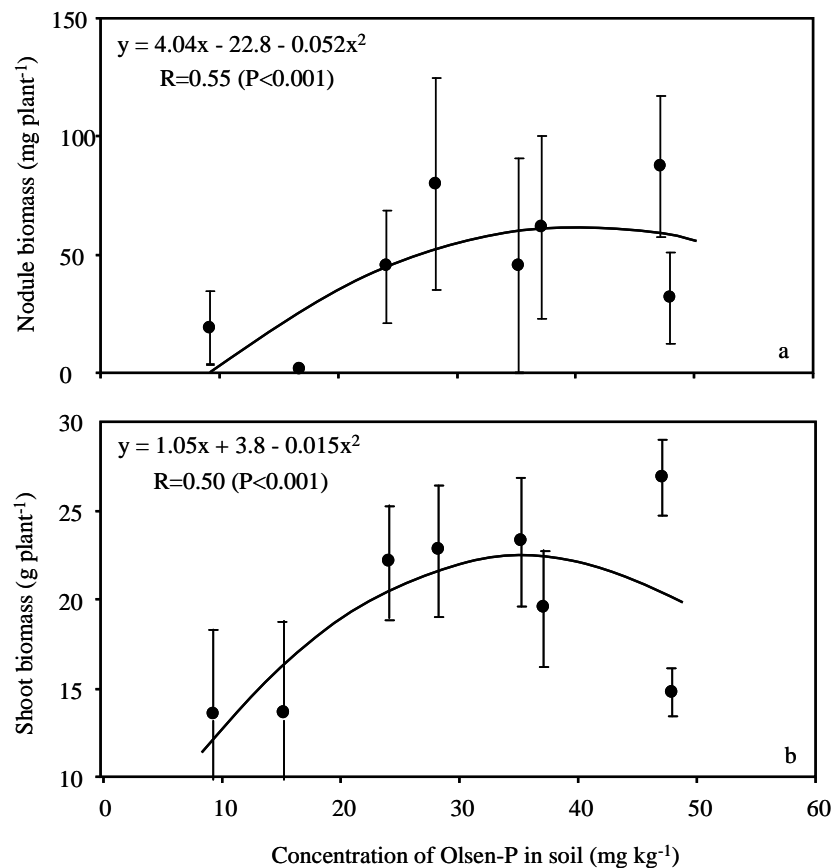 150
y = 4.04x - 22.8 - 0.052x²
R=0.55 (P<0.001)
100
Nodule biomass (mg plant⁻¹)
50
0
a
60
30
y = 1.05x + 3.8 - 0.015x²
R=0.50 (P<0.001)
25
Shoot biomass (g plant⁻¹)
20
15
10
b
0 10 20 30 40 50 60
Concentration of Olsen-P in soil (mg kg⁻¹)